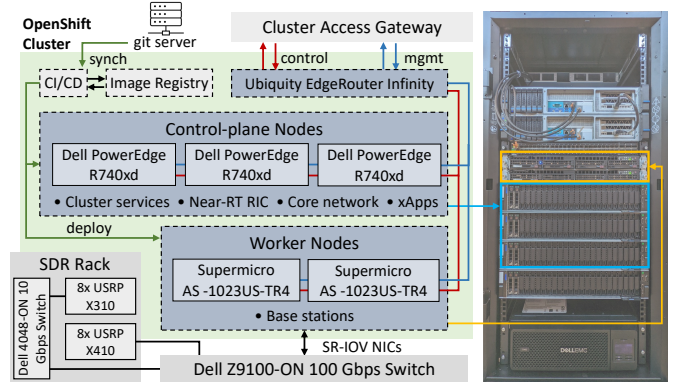 OpenShift
Cluster
git server
synch
CI/CD
Image Registry
Cluster Access Gateway
control
mgmt
Ubiquity EdgeRouter Infinity
Control-plane Nodes
Dell PowerEdge
R740xd
Dell PowerEdge
R740xd
Dell PowerEdge
R740xd
• Cluster services • Near-RT RIC • Core network • xApps
deploy
Worker Nodes
Supermicro
AS -1023US-TR4
Supermicro
AS -1023US-TR4
• Base stations
SDR Rack
Dell 4048-ON 10
Gbps Switch
8x USRP
X310
8x USRP
X410
SR-IOV NICs
Dell Z9100-ON 100 Gbps Switch
DELLEMC